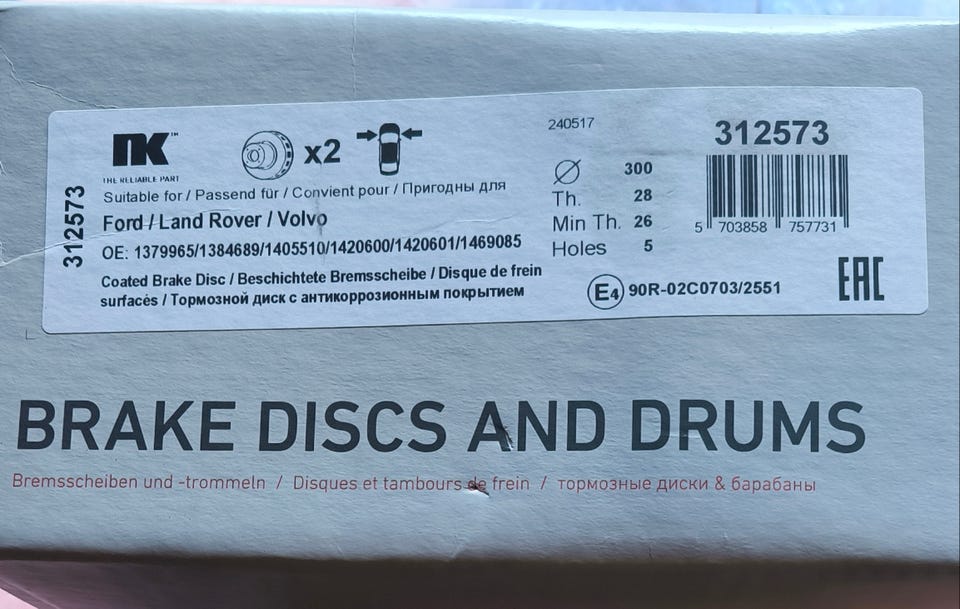 NK™
THE RELIABLE PART
x2
312573
Suitable for / Passend für / Convient pour / Пригодны для
Ford / Land Rover / Volvo
OE: 1379965/1384689/1405510/1420600/1420601/1469085
Coated Brake Disc / Beschichtete Bremsscheibe / Disque de frein
surfacés / Тормозной диск с антикоррозионным покрытием
240517
Ø 300
Th. 28
Min Th. 26
Holes 5
E4 90R-02C0703/2551
312573
5 703858 757731
EAC
BRAKE DISCS AND DRUMS
Bremsscheiben und -trommeln / Disques et tambours de frein / тормозные диски & барабаны